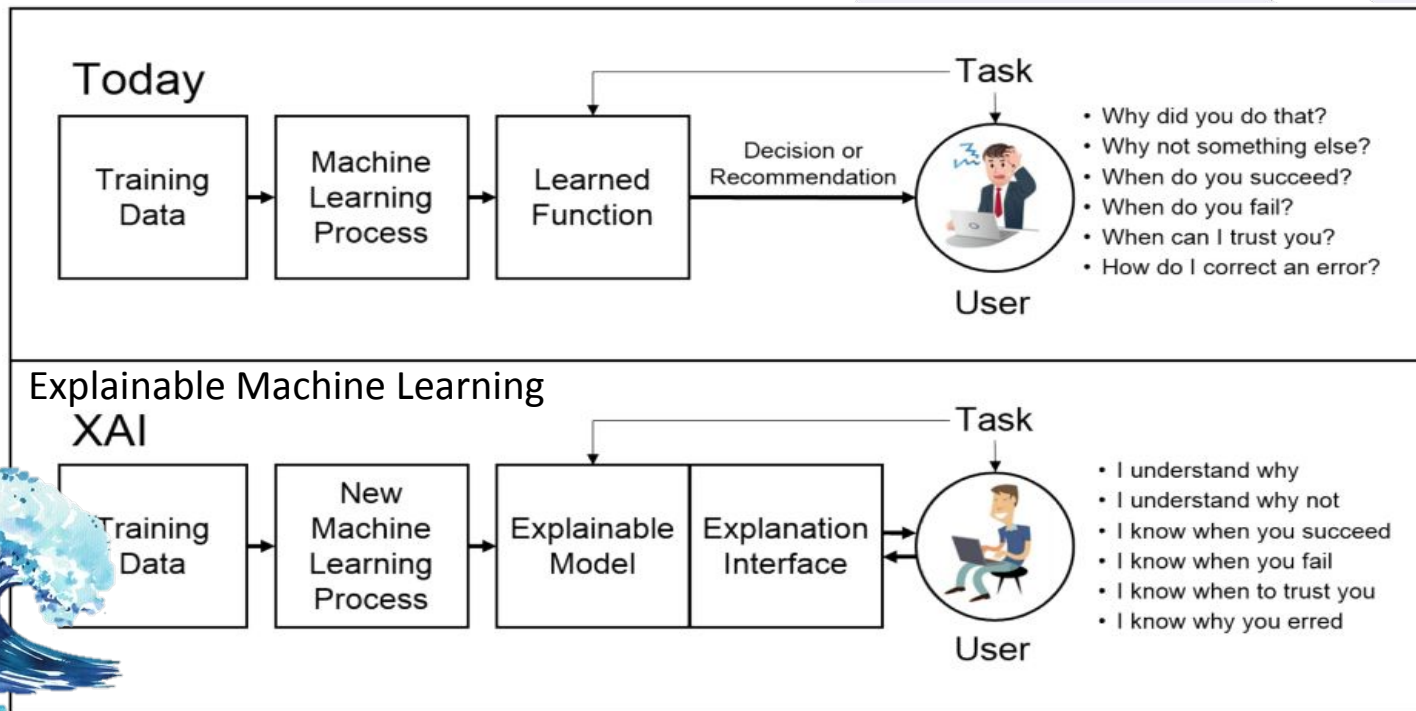 Today
Task
Training
Data
Machine
Learning
Process
Learned
Function
Decision or
Recommendation
User
• Why did you do that?
• Why not something else?
• When do you succeed?
• When do you fail?
• When can I trust you?
• How do I correct an error?
Explainable Machine Learning
XAI
Task
Training
Data
New
Machine
Learning
Process
Explainable
Model
Explanation
Interface
User
• I understand why
• I understand why not
• I know when you succeed
• I know when you fail
• I know when to trust you
• I know why you erred